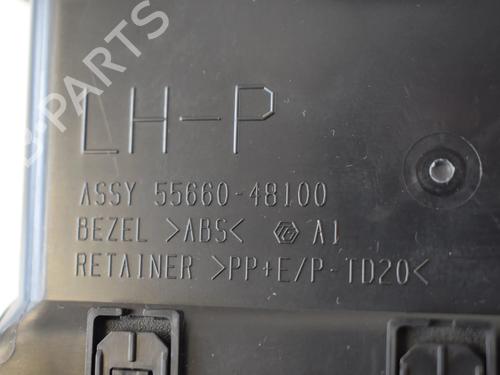 LH-P
ASSY 55660-48100
BEZEL >ABS< A1
RETAINER >PP+E/P-TD20<
B-PARTS